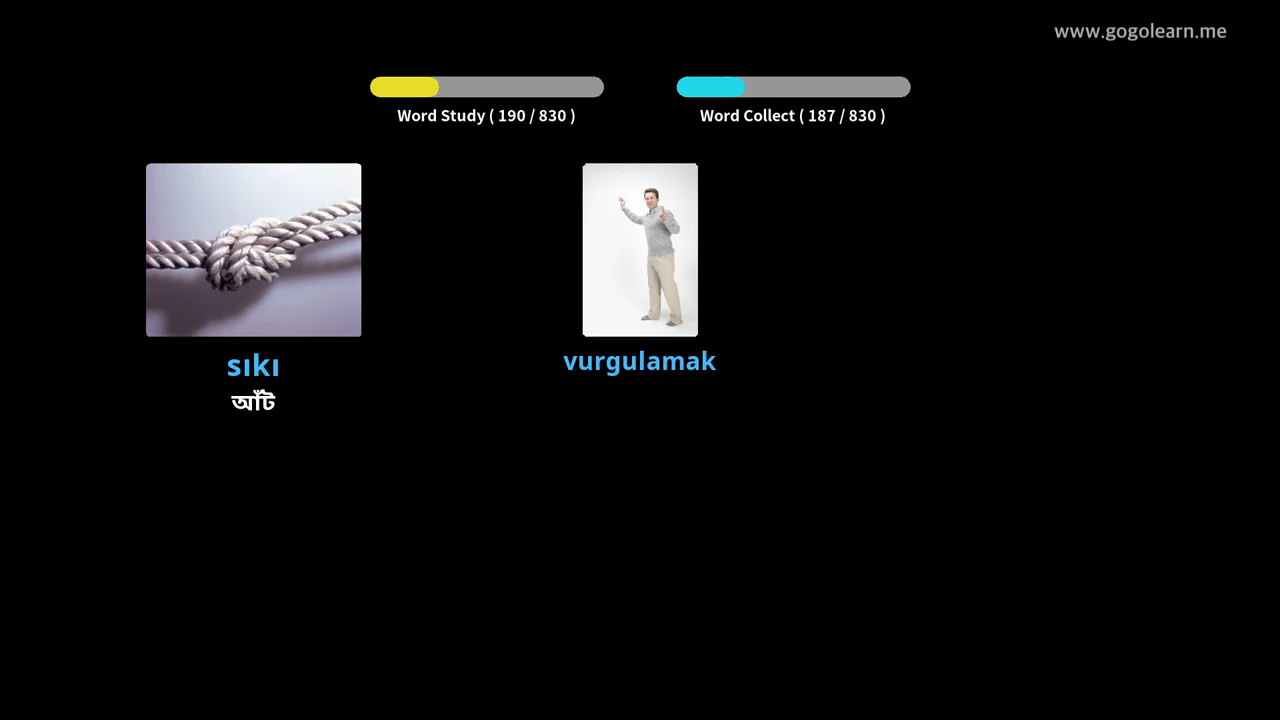 www.gogolearn.me
Word Study ( 190 / 830 )
Word Collect ( 187 / 830 )
sıkı
আঁট
vurgulamak